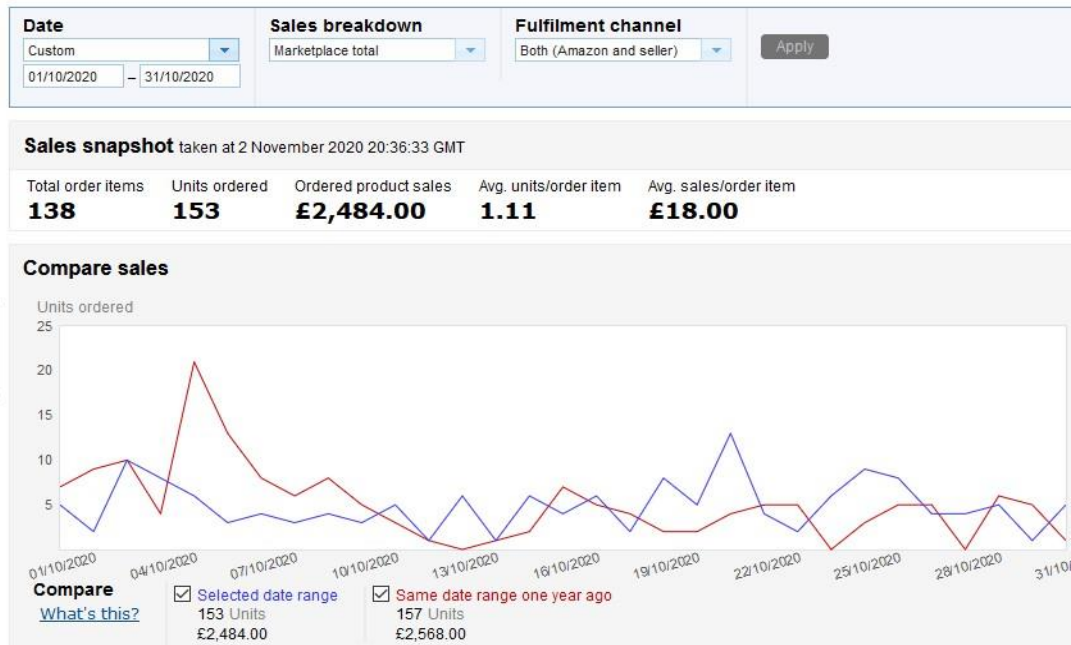 Date Sales breakdown Fulfilment channel
Custom Marketplace total Both (Amazon and seller) Apply
01/10/2020 – 31/10/2020
Sales snapshot taken at 2 November 2020 20:36:33 GMT
Total order items Units ordered Ordered product sales Avg. units/order item Avg. sales/order item
138 153 £2,484.00 1.11 £18.00
Compare sales
Units ordered
25
20
15
10
5
01/10/2020 04/10/2020 07/10/2020 10/10/2020 13/10/2020 16/10/2020 19/10/2020 22/10/2020 25/10/2020 28/10/2020 31/10/
Compare Selected date range Same date range one year ago
What's this? 153 Units 157 Units
£2,484.00 £2,568.00